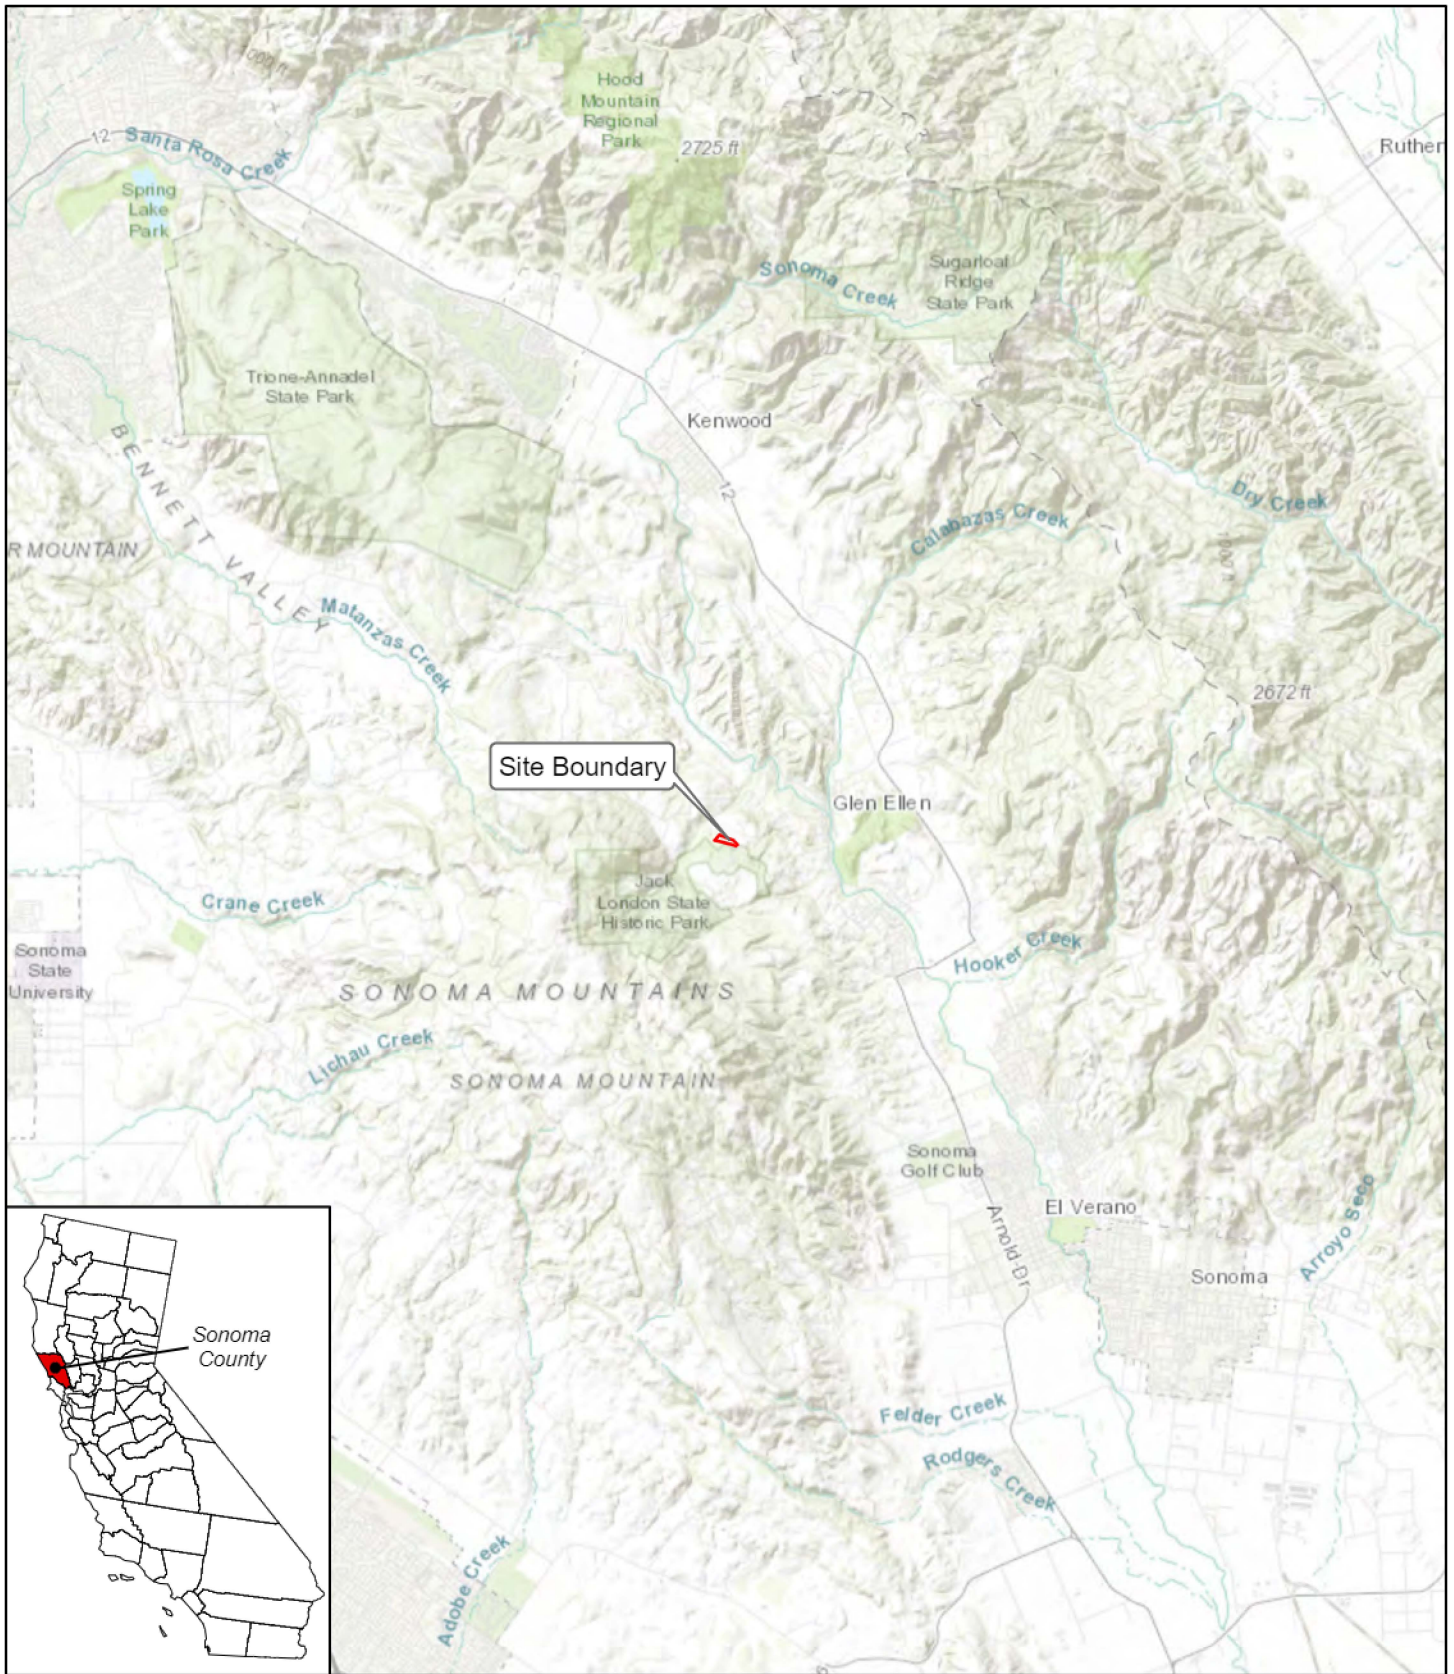 1000 ft
Hood
Mountain
Regional
Park
2725 ft
12
Santa Rosa Creek
Ruther
Spring
Lake
Park
Sonoma Creek
Sugarloaf
Ridge
State Park
Trione-Annadel
State Park
Kenwood
12
BENNETT VALLEY
Dry Creek
Calabazas Creek
R MOUNTAIN
1000 ft
Matanzas Creek
2672 ft
Site Boundary
Glen Ellen
Jack
London State
Historic Park
Crane Creek
Sonoma
State
University
Hooker Creek
SONOMA MOUNTAINS
Lichau Creek
SONOMA MOUNTAIN
Sonoma
Golf Club
El Verano
Arnold Dr
Arroyo Seco
Sonoma
Sonoma
County
Felder Creek
Rodgers Creek
Adobe Creek